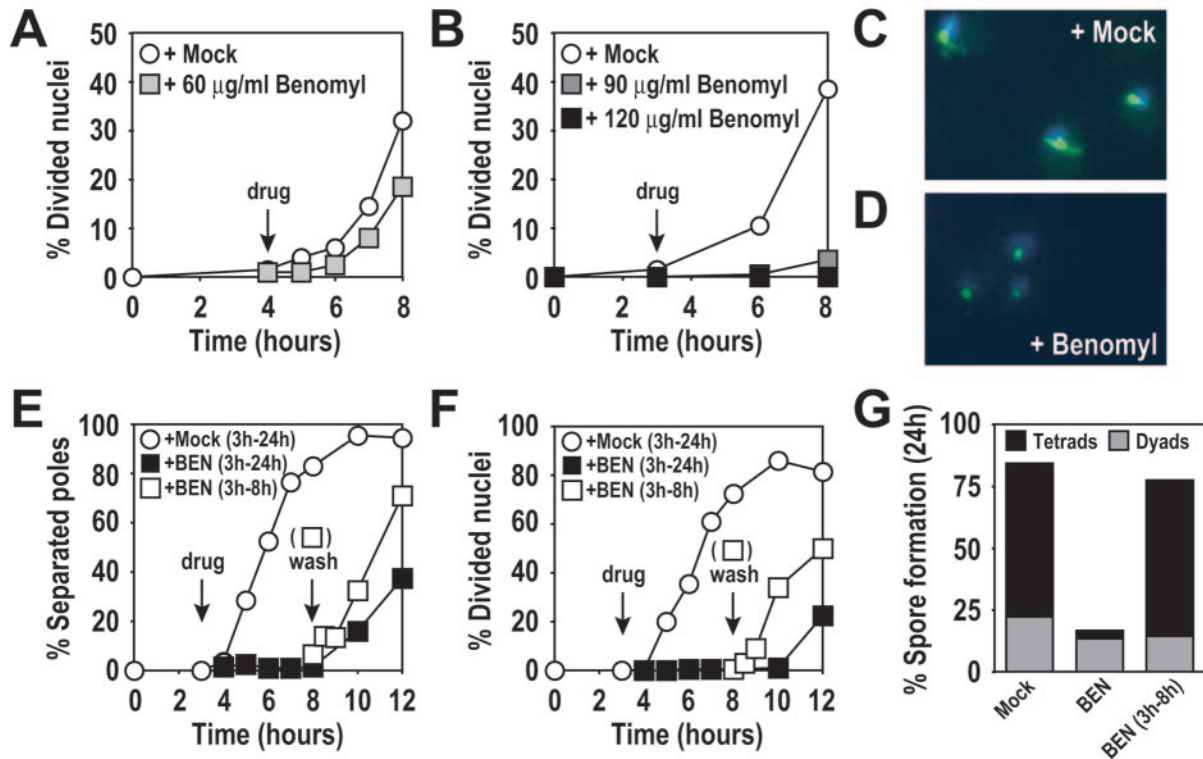 A
50
40
30
20
10
0
% Divided nuclei
+ Mock
+ 60 μg/ml Benomyl
drug
0 2 4 6 8
Time (hours)
B
50
40
30
20
10
0
% Divided nuclei
+ Mock
+ 90 μg/ml Benomyl
+ 120 μg/ml Benomyl
drug
0 2 4 6 8
Time (hours)
C
+ Mock
D
+ Benomyl
E
100
80
60
40
20
0
% Separated poles
+Mock (3h-24h)
+BEN (3h-24h)
+BEN (3h-8h)
( )
wash
drug
0 2 4 6 8 10 12
Time (hours)
F
100
80
60
40
20
0
% Divided nuclei
+Mock (3h-24h)
+BEN (3h-24h)
+BEN (3h-8h)
( )
wash
drug
0 2 4 6 8 10 12
Time (hours)
G
100
75
50
25
0
% Spore formation (24h)
Tetrads Dyads
Mock
BEN
BEN (3h-8h)